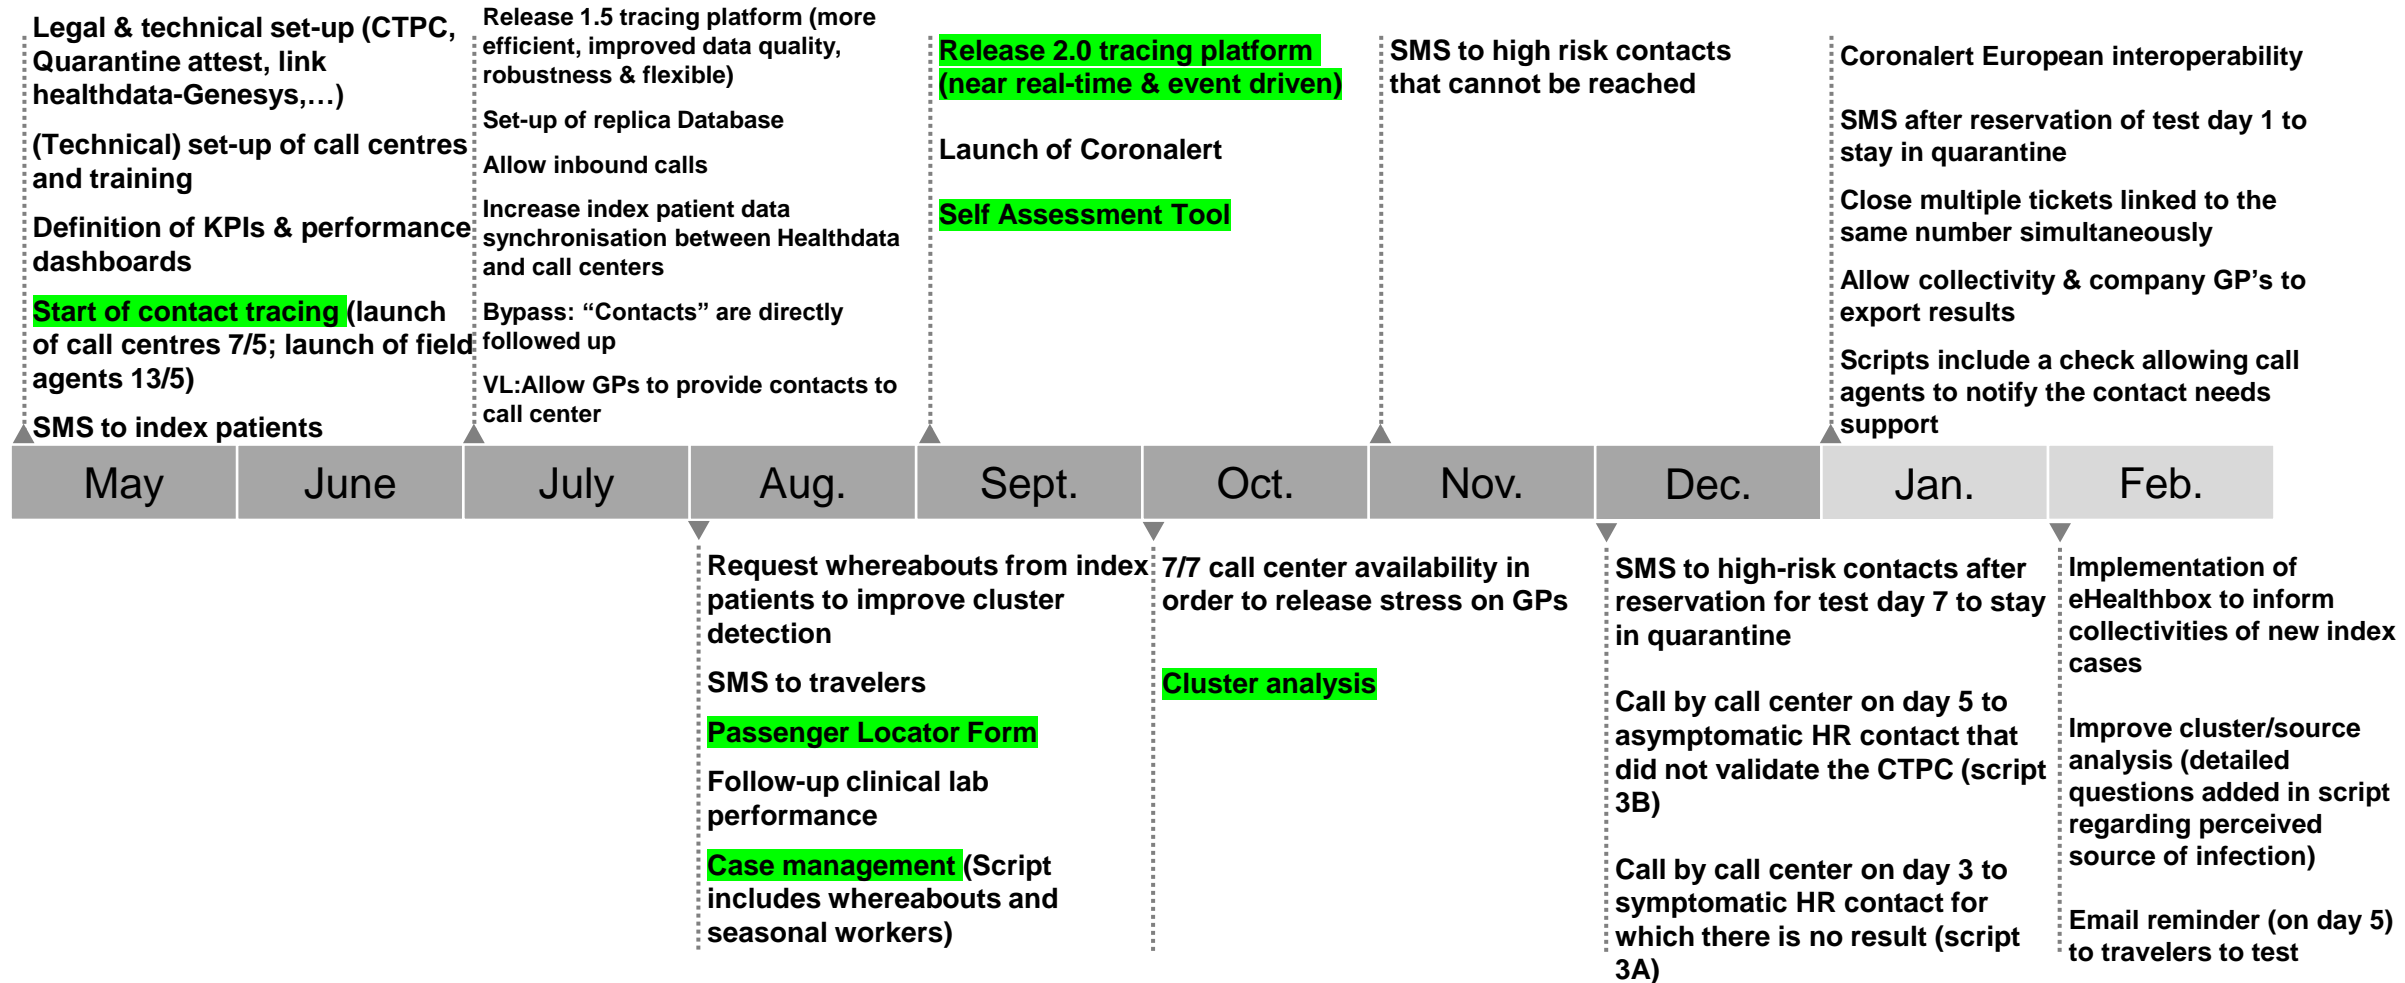 Legal & technical set-up (CTPC,
Quarantine attest, link
healthdata-Genesys,…)
(Technical) set-up of call centres
and training
Definition of KPIs & performance
dashboards
Start of contact tracing (launch
of call centres 7/5; launch of field
agents 13/5)
SMS to index patients
Release 1.5 tracing platform (more
efficient, improved data quality,
robustness & flexible)
Set-up of replica Database
Allow inbound calls
Increase index patient data
synchronisation between Healthdata
and call centers
Bypass: “Contacts” are directly
followed up
VL:Allow GPs to provide contacts to
call center
Release 2.0 tracing platform
(near real-time & event driven)
Launch of Coronalert
Self Assessment Tool
SMS to high risk contacts
that cannot be reached
Coronalert European interoperability
SMS after reservation of test day 1 to
stay in quarantine
Close multiple tickets linked to the
same number simultaneously
Allow collectivity & company GP’s to
export results
Scripts include a check allowing call
agents to notify the contact needs
support
May
June
July
Aug.
Sept.
Oct.
Nov.
Dec.
Jan.
Feb.
Request whereabouts from index
patients to improve cluster
detection
SMS to travelers
Passenger Locator Form
Follow-up clinical lab
performance
Case management (Script
includes whereabouts and
seasonal workers)
7/7 call center availability in
order to release stress on GPs
Cluster analysis
SMS to high-risk contacts after
reservation for test day 7 to stay
in quarantine
Call by call center on day 5 to
asymptomatic HR contact that
did not validate the CTPC (script
3B)
Call by call center on day 3 to
symptomatic HR contact for
which there is no result (script
3A)
Implementation of
eHealthbox to inform
collectivities of new index
cases
Improve cluster/source
analysis (detailed
questions added in script
regarding perceived
source of infection)
Email reminder (on day 5)
to travelers to test